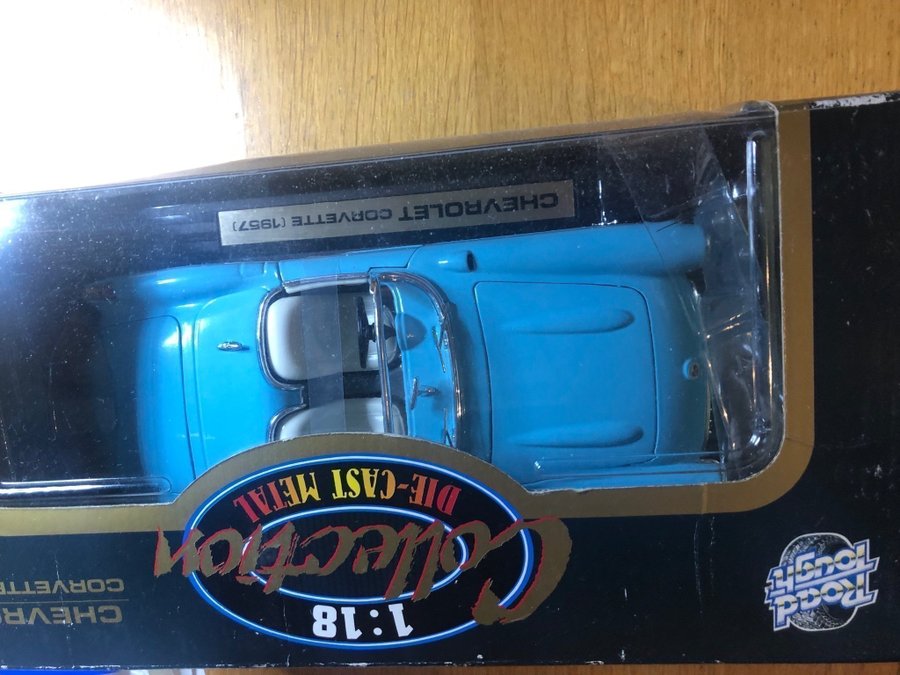 CHEVROLET CORVETTE (1957)
1:18
Collection
DIE-CAST METAL
Road
Tough
CHEVRO
CORVETTE